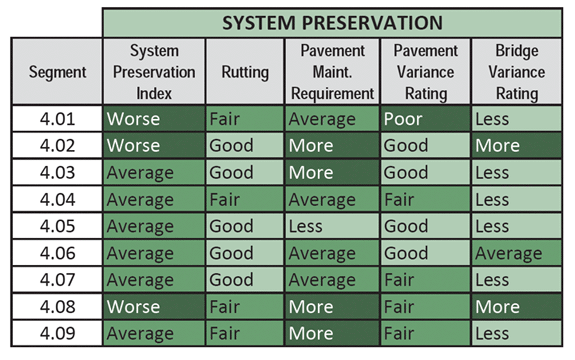 SYSTEM PRESERVATION
Segment System Preservation Index Rutting Pavement Maint. Requirement Pavement Variance Rating Bridge Variance Rating
4.01 Worse Fair Average Poor Less
4.02 Worse Good More Good More
4.03 Average Good More Good Less
4.04 Average Fair Average Fair Less
4.05 Average Good Less Good Less
4.06 Average Good Average Good Average
4.07 Average Good Average Fair Less
4.08 Worse Fair More Fair More
4.09 Average Fair More Fair Less